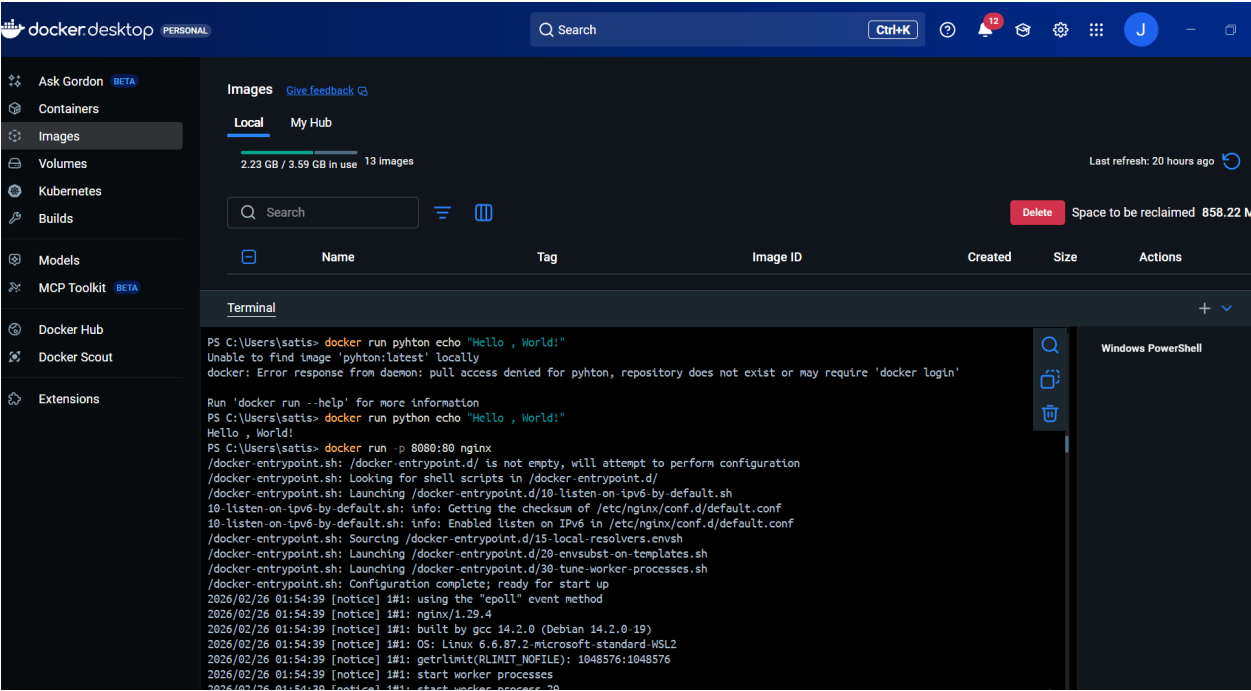 docker.desktop PERSONAL
Search
Ctrl+K
12
J
Ask Gordon BETA
Containers
Images
Volumes
Kubernetes
Builds
Models
MCP Toolkit BETA
Docker Hub
Docker Scout
Extensions
Images Give feedback
Local My Hub
2.23 GB / 3.59 GB in use 13 images
Last refresh: 20 hours ago
Search
Delete Space to be reclaimed 858.22 M
Name Tag Image ID Created Size Actions
Terminal
Windows PowerShell
PS C:\Users\satis> docker run pyhton echo "Hello , World!"
Unable to find image 'pyhton:latest' locally
docker: Error response from daemon: pull access denied for pyhton, repository does not exist or may require 'docker login'
Run 'docker run --help' for more information
PS C:\Users\satis> docker run python echo "Hello , World!"
Hello , World!
PS C:\Users\satis> docker run -p 8080:80 nginx
/docker-entrypoint.sh: /docker-entrypoint.d/ is not empty, will attempt to perform configuration
/docker-entrypoint.sh: Looking for shell scripts in /docker-entrypoint.d/
/docker-entrypoint.sh: Launching /docker-entrypoint.d/10-listen-on-ipv6-by-default.sh
10-listen-on-ipv6-by-default.sh: info: Getting the checksum of /etc/nginx/conf.d/default.conf
10-listen-on-ipv6-by-default.sh: info: Enabled listen on IPv6 in /etc/nginx/conf.d/default.conf
/docker-entrypoint.sh: Sourcing /docker-entrypoint.d/15-local-resolvers.envsh
/docker-entrypoint.sh: Launching /docker-entrypoint.d/20-envsubst-on-templates.sh
/docker-entrypoint.sh: Launching /docker-entrypoint.d/30-tune-worker-processes.sh
/docker-entrypoint.sh: Configuration complete; ready for start up
2026/02/26 01:54:39 [notice] 1#1: using the "epoll" event method
2026/02/26 01:54:39 [notice] 1#1: nginx/1.29.4
2026/02/26 01:54:39 [notice] 1#1: built by gcc 14.2.0 (Debian 14.2.0-19)
2026/02/26 01:54:39 [notice] 1#1: OS: Linux 6.6.87.2-microsoft-standard-WSL2
2026/02/26 01:54:39 [notice] 1#1: getrlimit(RLIMIT_NOFILE): 1048576:1048576
2026/02/26 01:54:39 [notice] 1#1: start worker processes
2026/02/26 01:54:39 [notice] 1#1: start worker process 29